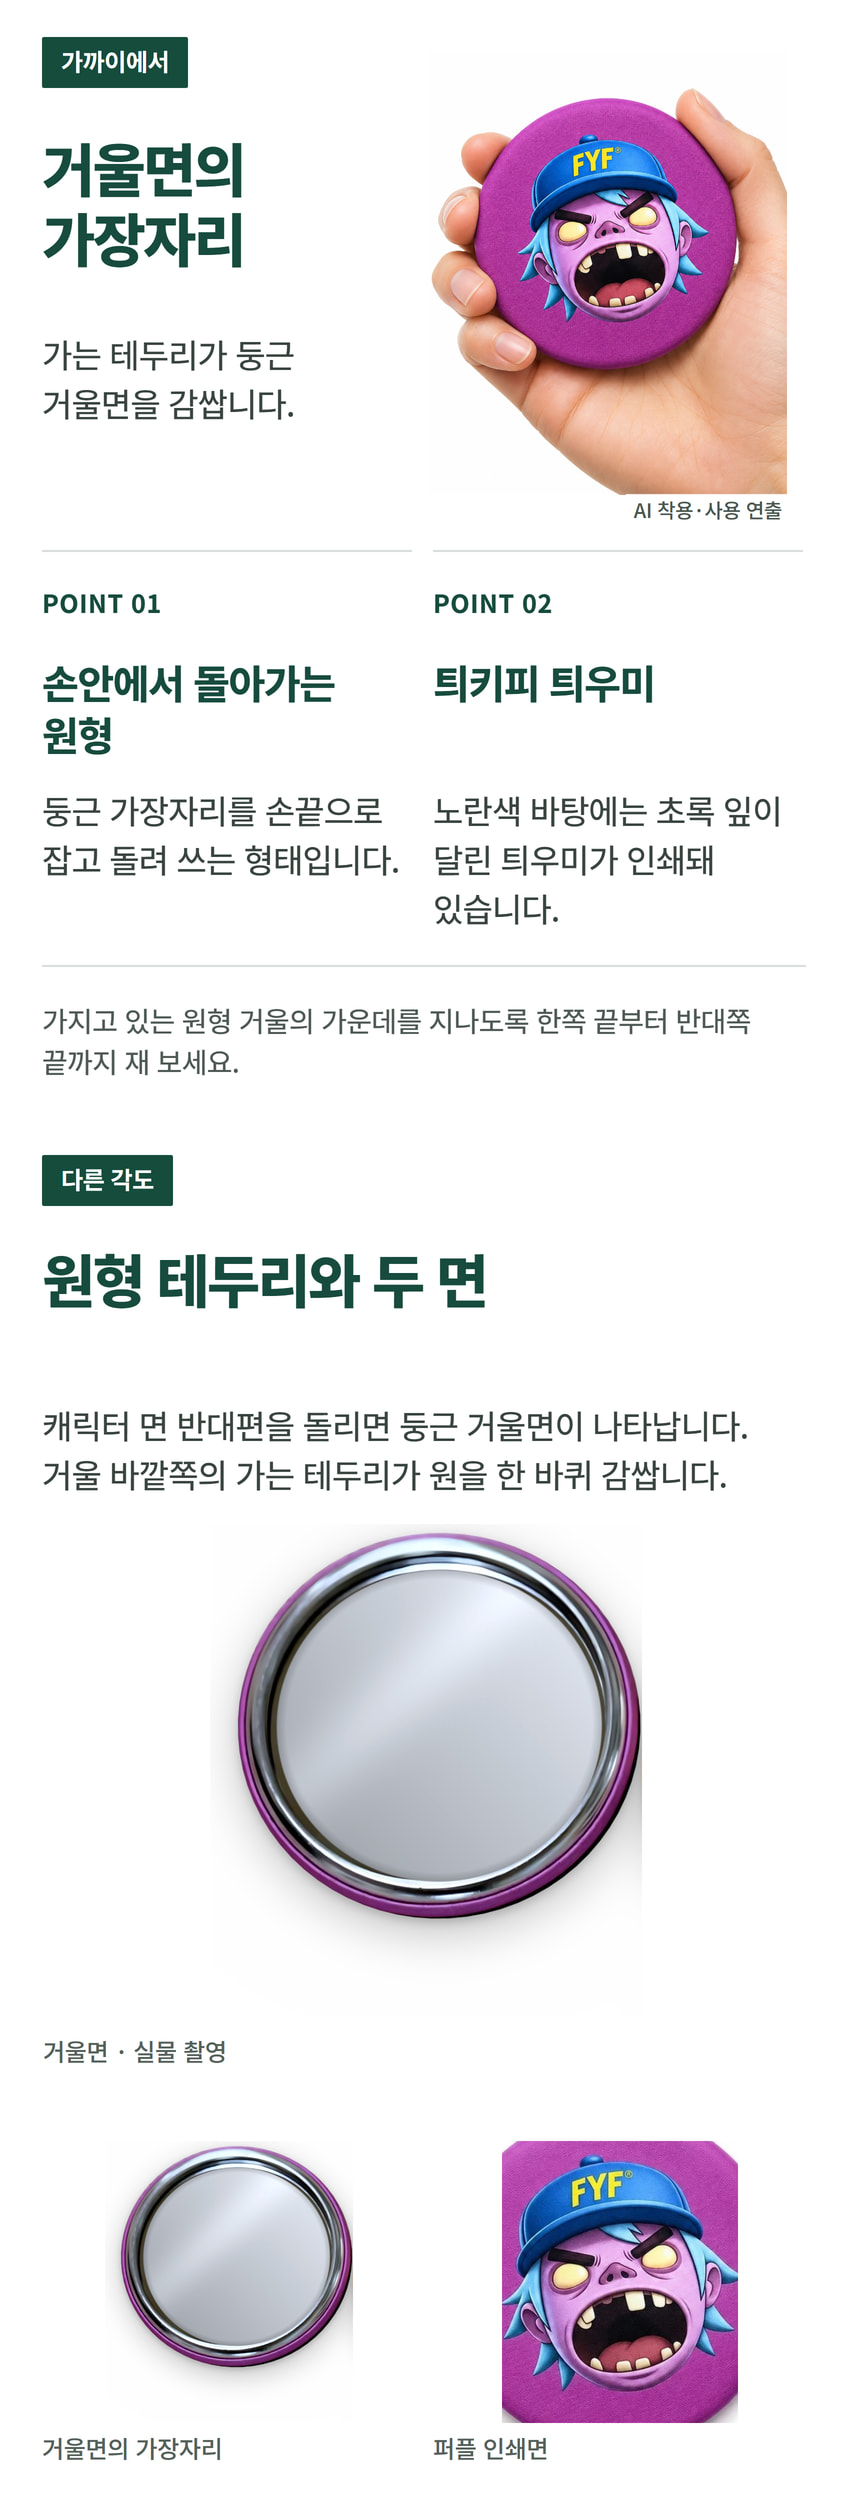 가까이에서
거울면의
가장자리
가는 테두리가 둥근
거울면을 감쌉니다.
FYF®
AI 착용·사용 연출
POINT 01
손안에서 돌아가는
원형
둥근 가장자리를 손끝으로
잡고 돌려 쓰는 형태입니다.
POINT 02
틔키피 틔우미
노란색 바탕에는 초록 잎이
달린 틔우미가 인쇄돼
있습니다.
가지고 있는 원형 거울의 가운데를 지나도록 한쪽 끝부터 반대쪽
끝까지 재 보세요.
다른 각도
원형 테두리와 두 면
캐릭터 면 반대편을 돌리면 둥근 거울면이 나타납니다.
거울 바깥쪽의 가는 테두리가 원을 한 바퀴 감쌉니다.
거울면 · 실물 촬영
FYF®
거울면의 가장자리
퍼플 인쇄면